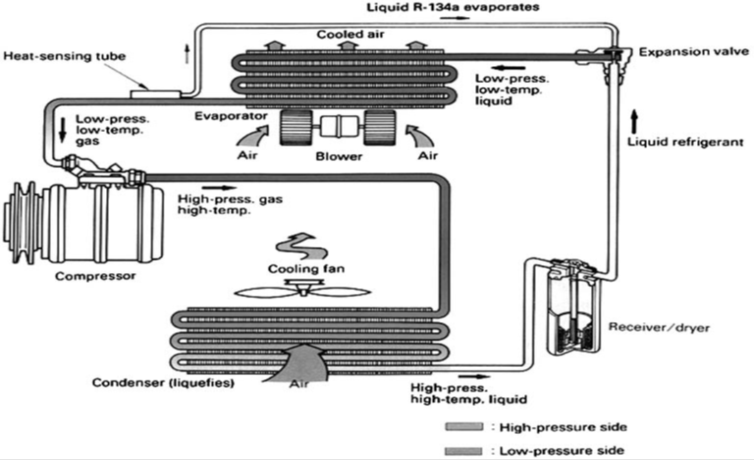 Liquid R-134a evaporates
Cooled air
Heat-sensing tube
Expansion valve
Low-press.
low-temp.
liquid
Evaporator
Low-press.
low-temp.
gas
Air
Blower
Air
Liquid refrigerant
High-press. gas
high-temp.
Compressor
Cooling fan
Receiver/dryer
Condenser (liquefies)
Air
High-press.
high-temp. liquid
: High-pressure side
: Low-pressure side